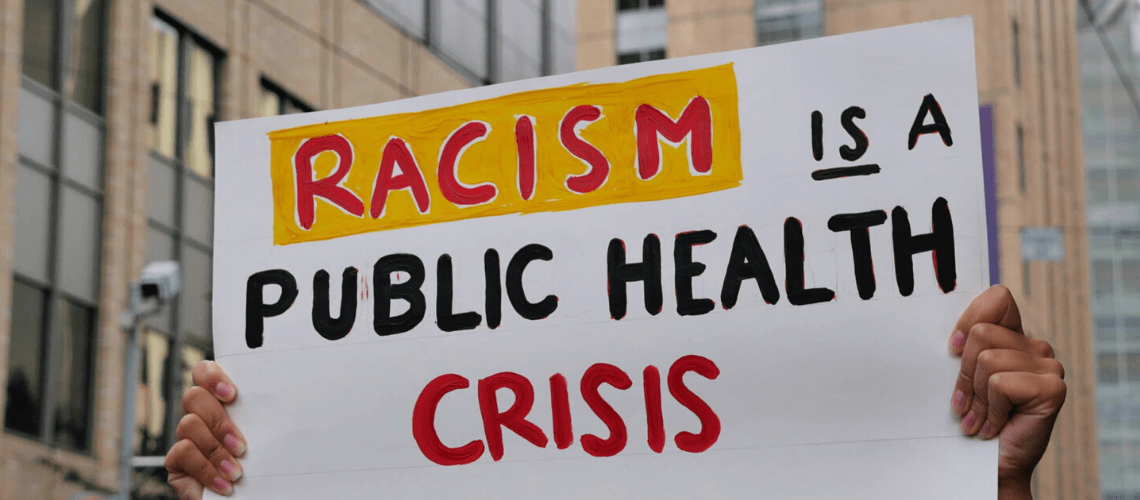 RACISM IS A
PUBLIC HEALTH
CRISIS